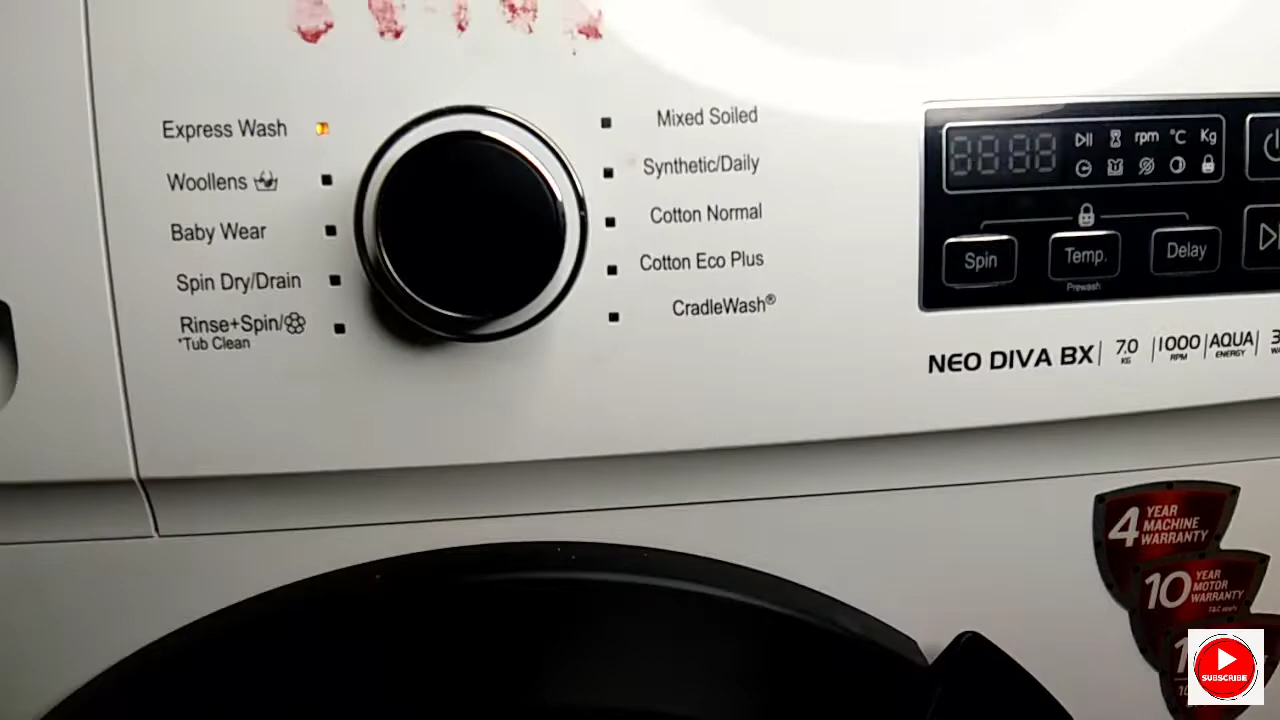 Express Wash
Woollens
Baby Wear
Spin Dry/Drain
Rinse+Spin/
*Tub Clean
Mixed Soiled
Synthetic/Daily
Cotton Normal
Cotton Eco Plus
CradleWash®
rpm °C Kg
Spin Temp. Delay
Prewash
NEO DIVA BX 7.0 KG 1000 RPM AQUA ENERGY
4 YEAR MACHINE WARRANTY
10 YEAR MOTOR WARRANTY
SUBSCRIBE